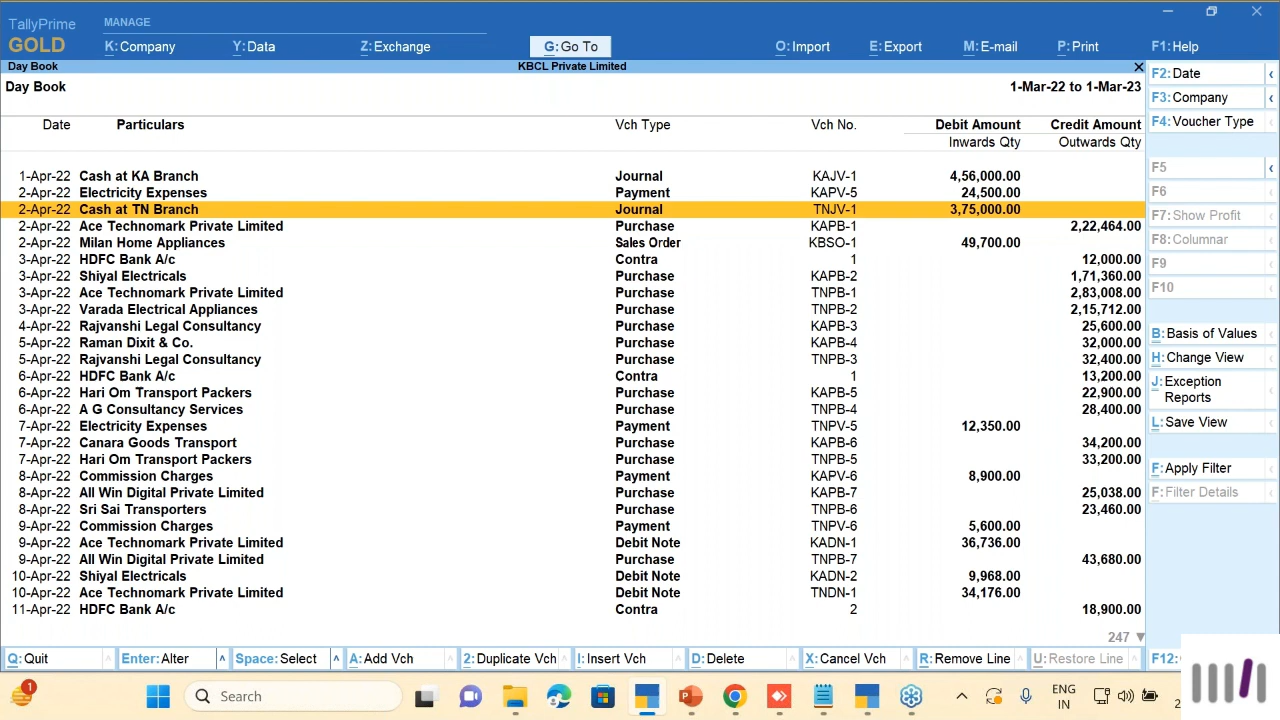 TallyPrime
GOLD
MANAGE
K:Company Y:Data Z:Exchange G:Go To O:Import E:Export M:E-mail P:Print F1:Help
Day Book KBCL Private Limited ×
Day Book 1-Mar-22 to 1-Mar-23
Date Particulars Vch Type Vch No. Debit Amount Credit Amount
Inwards Qty Outwards Qty
1-Apr-22 Cash at KA Branch Journal KAJV-1 4,56,000.00
2-Apr-22 Electricity Expenses Payment KAPV-5 24,500.00
2-Apr-22 Cash at TN Branch Journal TNJV-1 3,75,000.00
2-Apr-22 Ace Technomark Private Limited Purchase KAPB-1 2,22,464.00
2-Apr-22 Milan Home Appliances Sales Order KBSO-1 49,700.00
3-Apr-22 HDFC Bank A/c Contra 1 12,000.00
3-Apr-22 Shiyal Electricals Purchase KAPB-2 1,71,360.00
3-Apr-22 Ace Technomark Private Limited Purchase TNPB-1 2,83,008.00
3-Apr-22 Varada Electrical Appliances Purchase TNPB-2 2,15,712.00
4-Apr-22 Rajvanshi Legal Consultancy Purchase KAPB-3 25,600.00
5-Apr-22 Raman Dixit & Co. Purchase KAPB-4 32,000.00
5-Apr-22 Rajvanshi Legal Consultancy Purchase TNPB-3 32,400.00
6-Apr-22 HDFC Bank A/c Contra 1 13,200.00
6-Apr-22 Hari Om Transport Packers Purchase KAPB-5 22,900.00
6-Apr-22 A G Consultancy Services Purchase TNPB-4 28,400.00
7-Apr-22 Electricity Expenses Payment TNPV-5 12,350.00
7-Apr-22 Canara Goods Transport Purchase KAPB-6 34,200.00
7-Apr-22 Hari Om Transport Packers Purchase TNPB-5 33,200.00
8-Apr-22 Commission Charges Payment KAPV-6 8,900.00
8-Apr-22 All Win Digital Private Limited Purchase KAPB-7 25,038.00
8-Apr-22 Sri Sai Transporters Purchase TNPB-6 23,460.00
9-Apr-22 Commission Charges Payment TNPV-6 5,600.00
9-Apr-22 Ace Technomark Private Limited Debit Note KADN-1 36,736.00
9-Apr-22 All Win Digital Private Limited Purchase TNPB-7 43,680.00
10-Apr-22 Shiyal Electricals Debit Note KADN-2 9,968.00
10-Apr-22 Ace Technomark Private Limited Debit Note TNDN-1 34,176.00
11-Apr-22 HDFC Bank A/c Contra 2 18,900.00
247
F2:Date
F3:Company
F4:Voucher Type
F5
F6
F7:Show Profit
F8:Columnar
F9
F10
B:Basis of Values
H:Change View
J:Exception
Reports
L:Save View
F:Apply Filter
F:Filter Details
Q:Quit Enter:Alter Space:Select A:Add Vch 2:Duplicate Vch I:Insert Vch D:Delete X:Cancel Vch R:Remove Line U:Restore Line F12:
1 Search ENG
IN